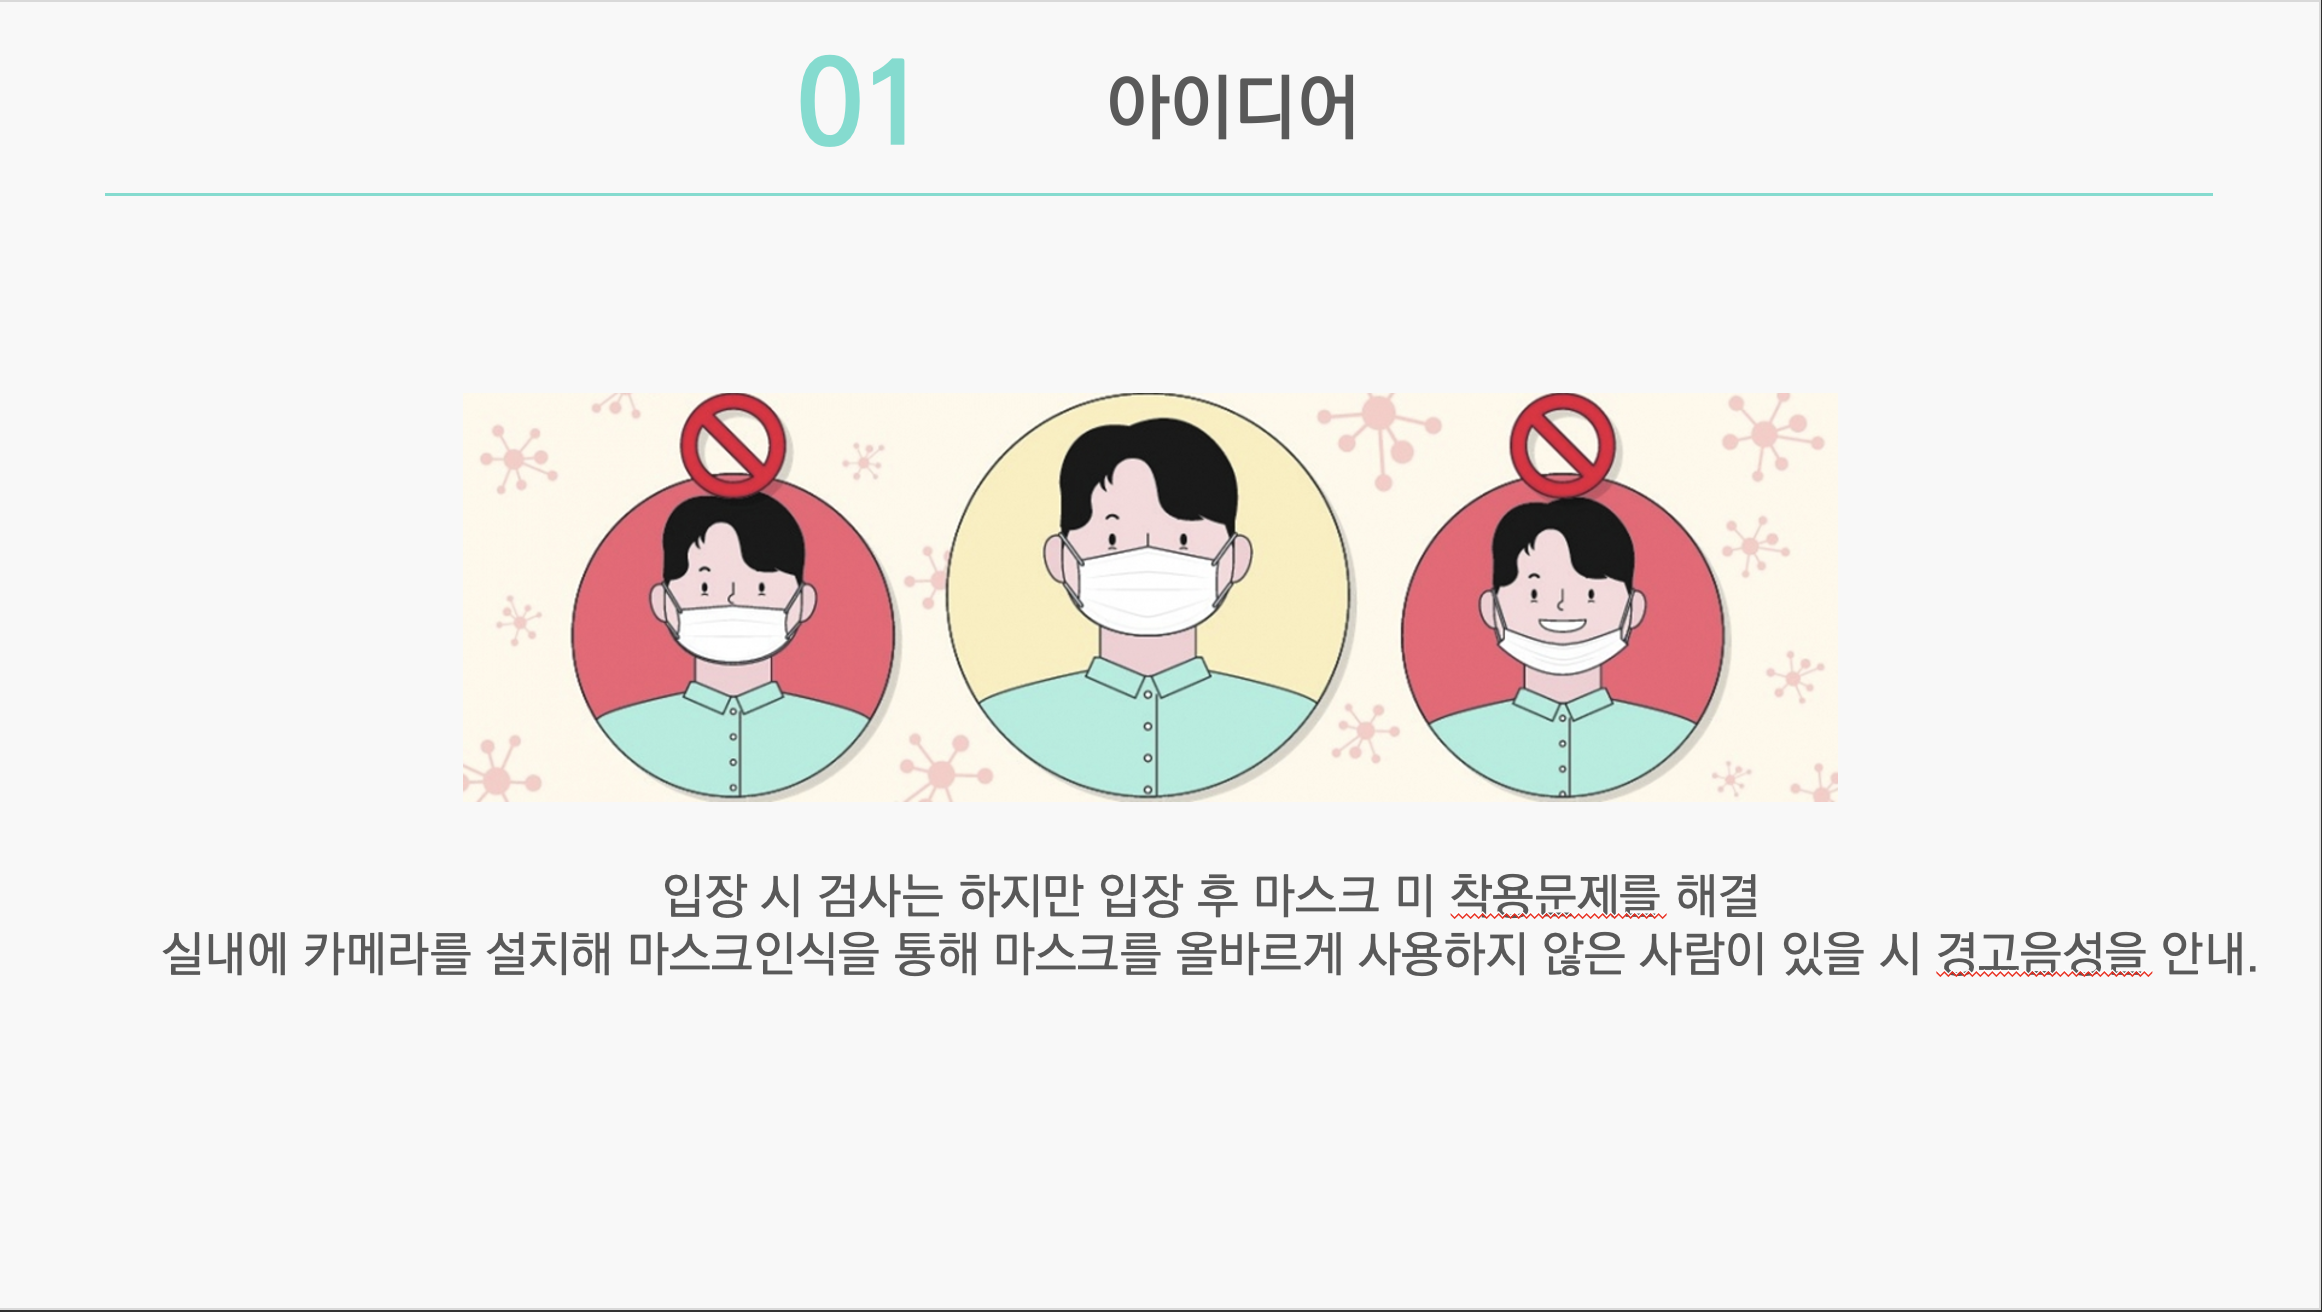 01 아이디어
입장 시 검사는 하지만 입장 후 마스크 미 착용문제를 해결
실내에 카메라를 설치해 마스크인식을 통해 마스크를 올바르게 사용하지 않은 사람이 있을 시 경고음성을 안내.